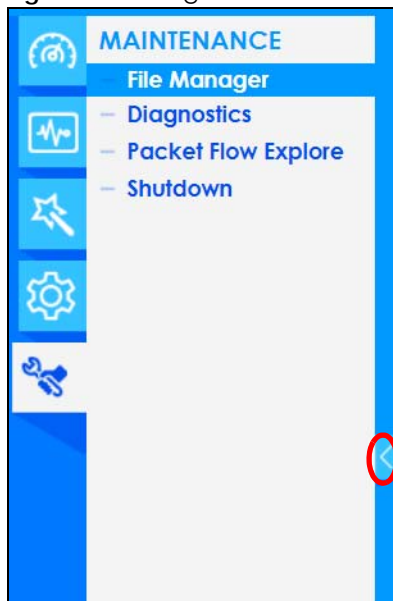 MAINTENANCE
– File Manager
– Diagnostics
– Packet Flow Explore
– Shutdown